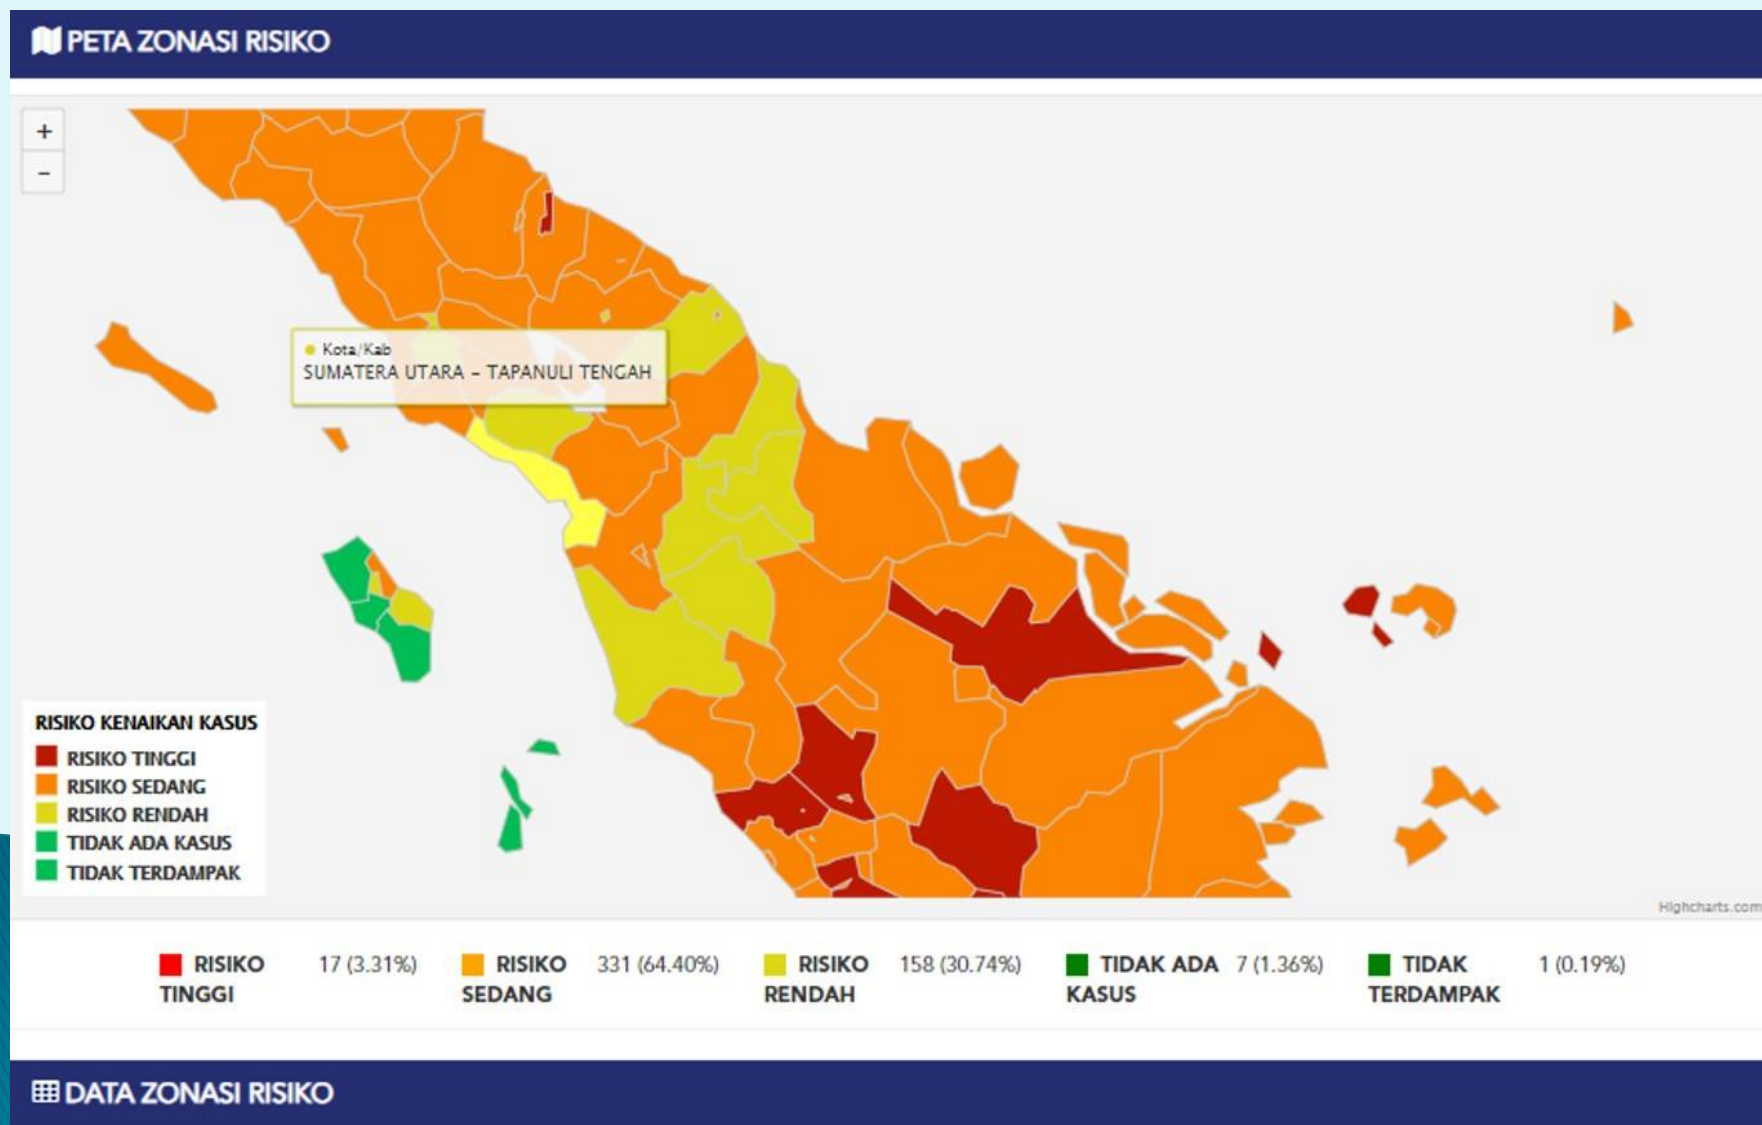 PETA ZONASI RISIKO
+
−
Kota/Kab
SUMATERA UTARA – TAPANULI TENGAH
RISIKO KENAIKAN KASUS
RISIKO TINGGI
RISIKO SEDANG
RISIKO RENDAH
TIDAK ADA KASUS
TIDAK TERDAMPAK
Highcharts.com
RISIKO TINGGI 17 (3.31%)
RISIKO SEDANG 331 (64.40%)
RISIKO RENDAH 158 (30.74%)
TIDAK ADA KASUS 7 (1.36%)
TIDAK TERDAMPAK 1 (0.19%)
DATA ZONASI RISIKO